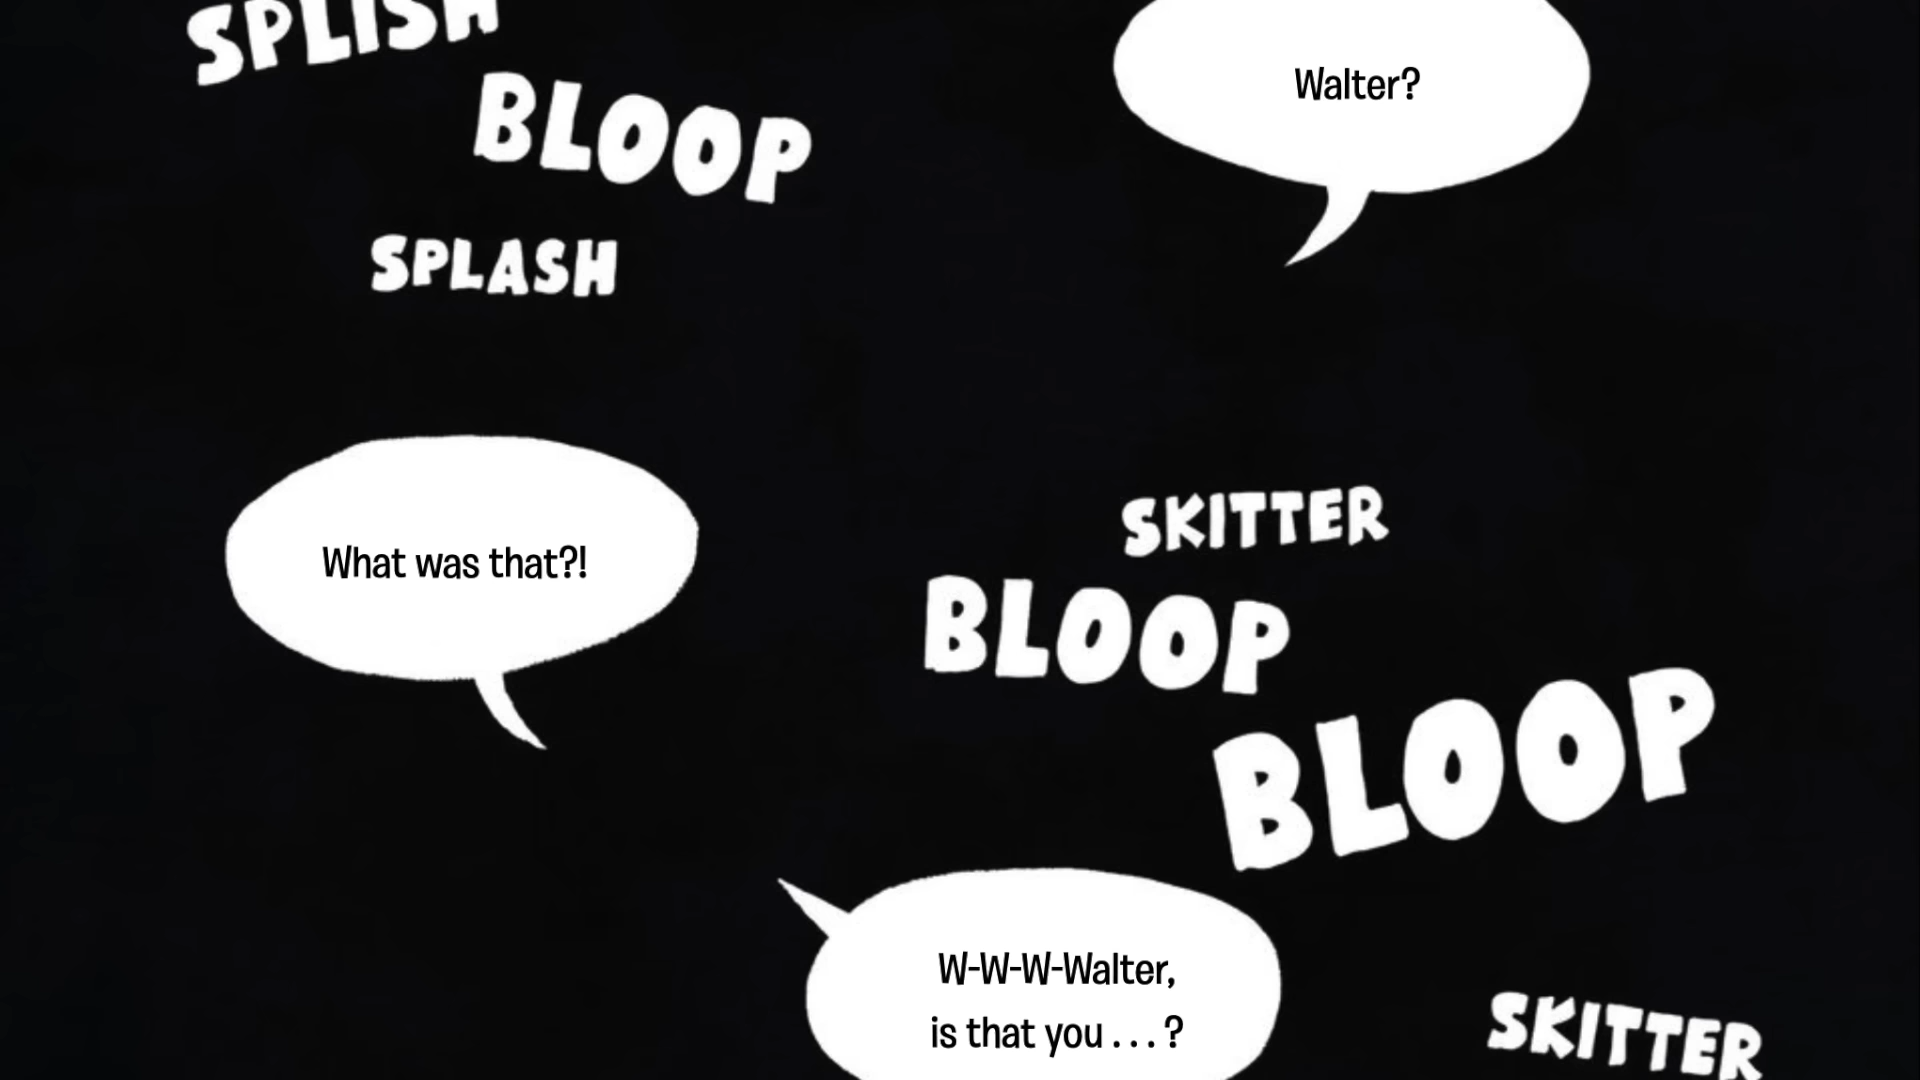 SPLISH
BLOOP
SPLASH
Walter?
What was that?!
SKITTER
BLOOP
BLOOP
W-W-W-Walter,
is that you . . . ?
SKITTER